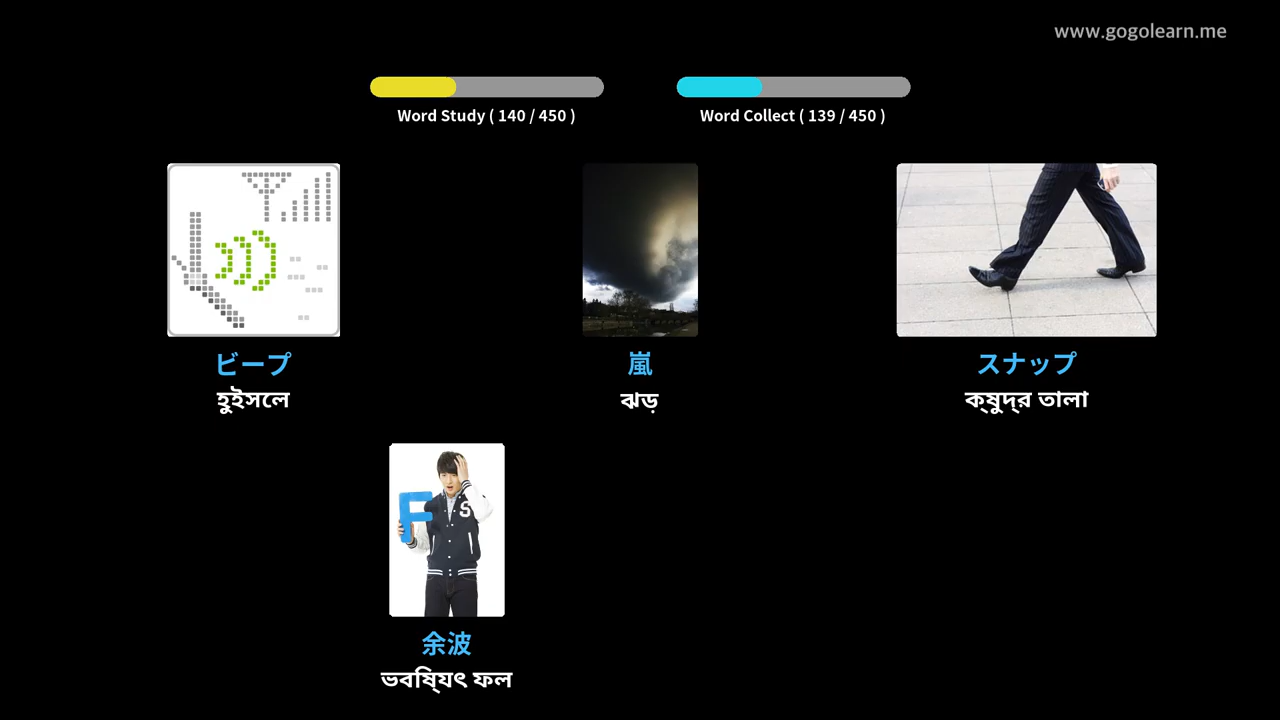 www.gogolearn.me
Word Study ( 140 / 450 )
Word Collect ( 139 / 450 )
ビープ
হুইসলে
嵐
ঝড়
スナップ
ক্ষুদ্র তালা
F
S
余波
ভবিষ্যৎ ফল